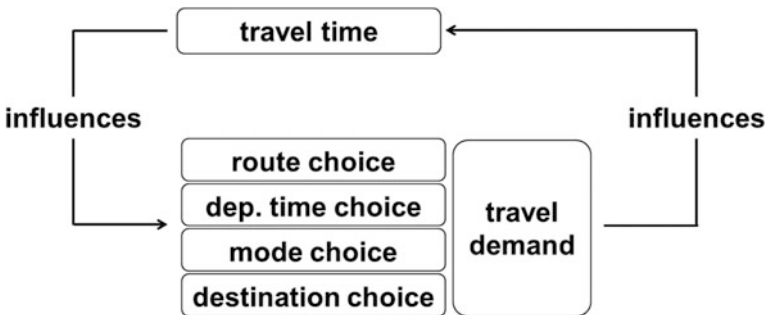 travel time
influences
influences
route choice
dep. time choice
mode choice
destination choice
travel
demand